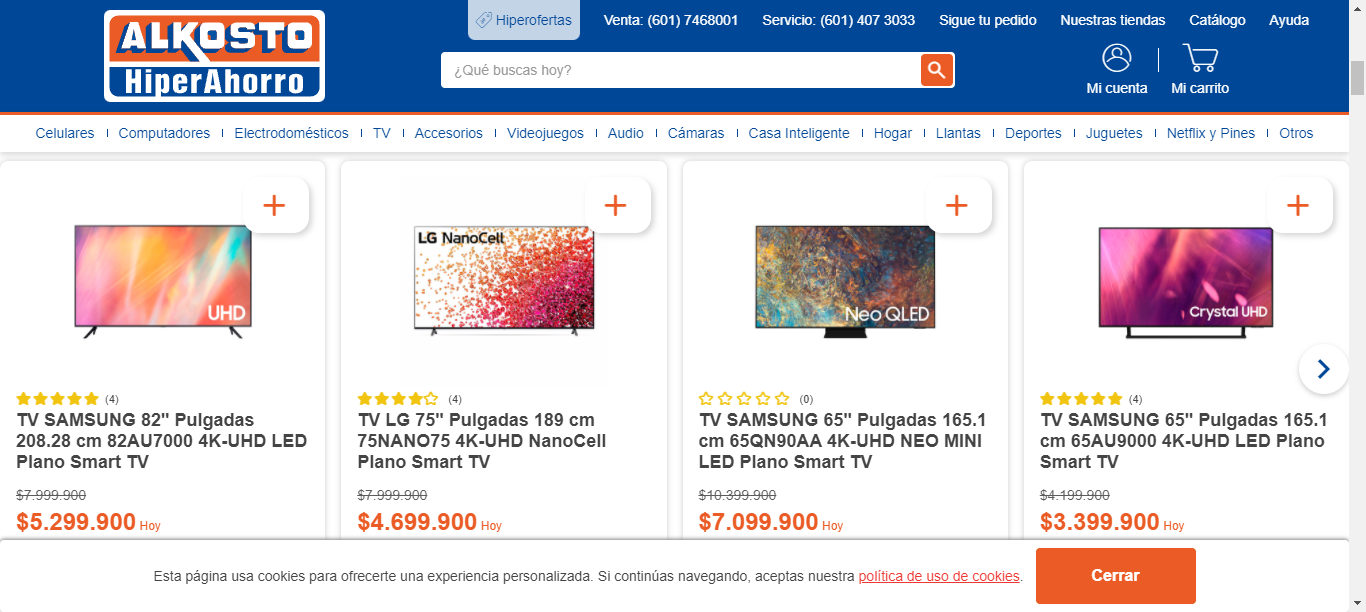 ALKOSTO
HiperAhorro
Hiperofertas
Venta: (601) 7468001
Servicio: (601) 407 3033
Sigue tu pedido
Nuestras tiendas
Catálogo
Ayuda
¿Qué buscas hoy?
Mi cuenta
Mi carrito
Celulares
Computadores
Electrodomésticos
TV
Accesorios
Videojuegos
Audio
Cámaras
Casa Inteligente
Hogar
Llantas
Deportes
Juguetes
Netflix y Pines
Otros
UHD
(4)
TV SAMSUNG 82" Pulgadas
208.28 cm 82AU7000 4K-UHD LED
Plano Smart TV
$7.999.900
$5.299.900 Hoy
LG NanoCell
(4)
TV LG 75" Pulgadas 189 cm
75NANO75 4K-UHD NanoCell
Plano Smart TV
$7.999.900
$4.699.900 Hoy
Neo QLED
(0)
TV SAMSUNG 65" Pulgadas 165.1
cm 65QN90AA 4K-UHD NEO MINI
LED Plano Smart TV
$10.399.900
$7.099.900 Hoy
Crystal UHD
(4)
TV SAMSUNG 65" Pulgadas 165.1
cm 65AU9000 4K-UHD LED Plano
Smart TV
$4.199.900
$3.399.900 Hoy
Esta página usa cookies para ofrecerte una experiencia personalizada. Si continúas navegando, aceptas nuestra política de uso de cookies.
Cerrar